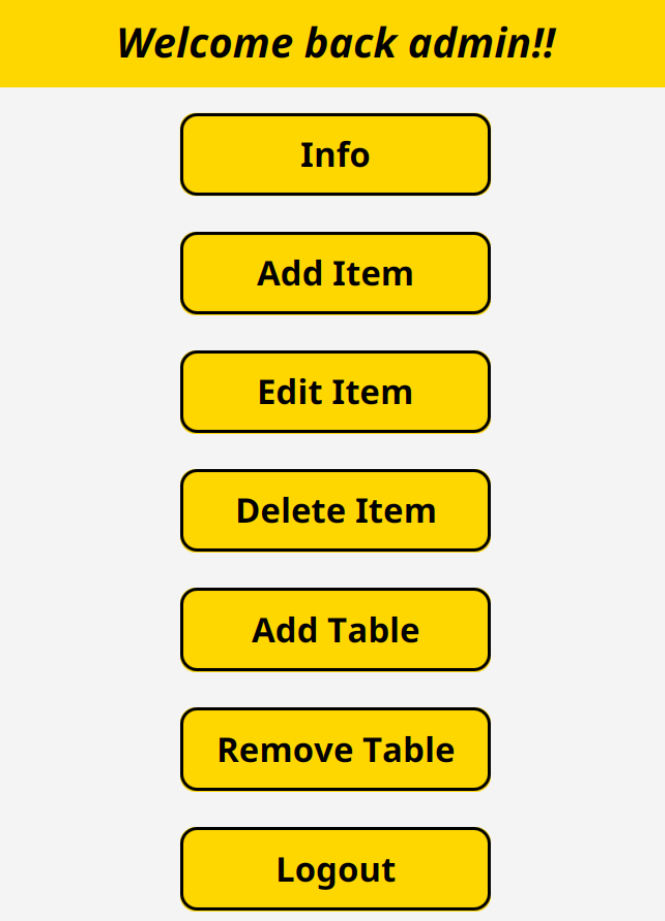 Welcome back admin!!
Info
Add Item
Edit Item
Delete Item
Add Table
Remove Table
Logout